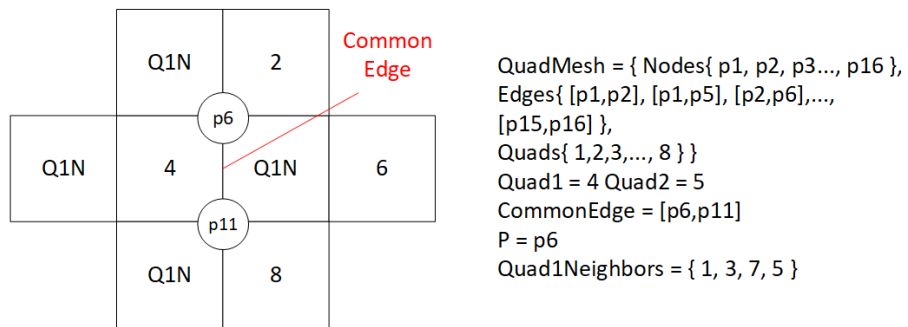 Q1N 2
Common
Edge
p6
Q1N 4 Q1N 6
p11
Q1N 8
QuadMesh = { Nodes{ p1, p2, p3..., p16 },
Edges{ [p1,p2], [p1,p5], [p2,p6],...,
[p15,p16] },
Quads{ 1,2,3,..., 8 } }
Quad1 = 4 Quad2 = 5
CommonEdge = [p6,p11]
P = p6
Quad1Neighbors = { 1, 3, 7, 5 }